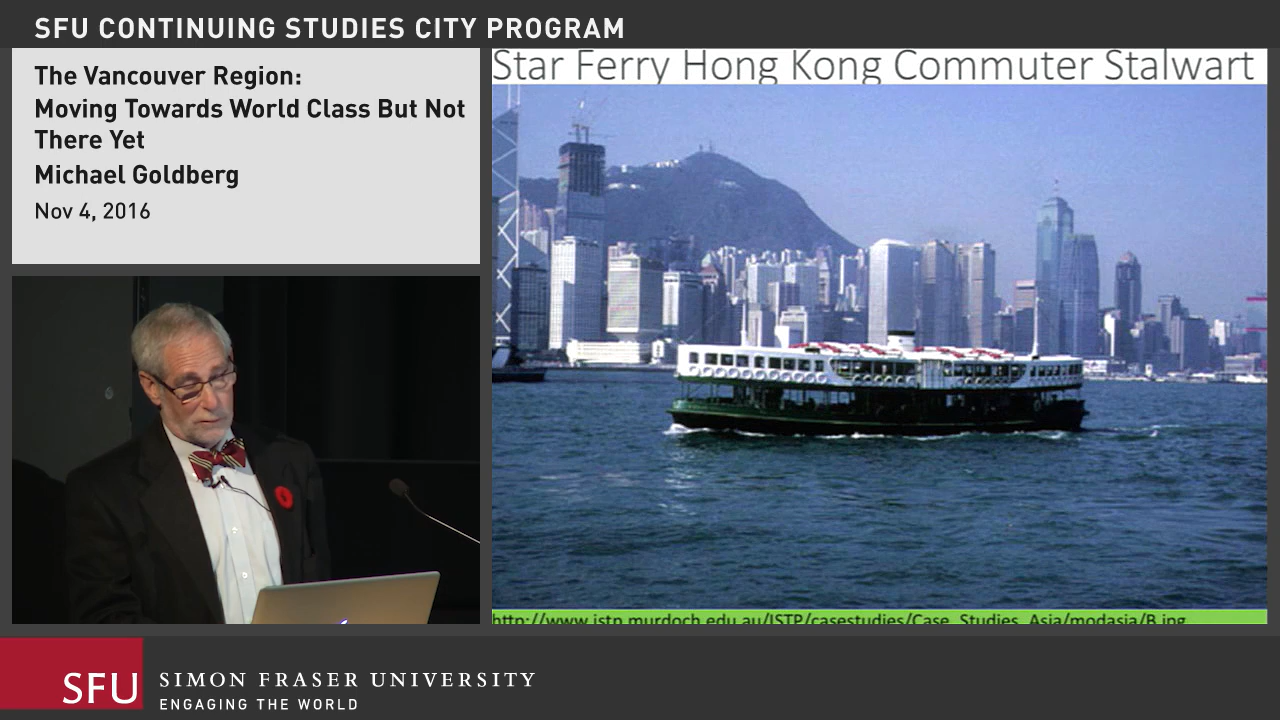 SFU CONTINUING STUDIES CITY PROGRAM
The Vancouver Region:
Moving Towards World Class But Not
There Yet
Michael Goldberg
Nov 4, 2016
Star Ferry Hong Kong Commuter Stalwart
http://www.istp.murdoch.edu.au/ISTP/casestudies/Case_Studies_Asia/modasia/B.jpg
SFU
SIMON FRASER UNIVERSITY
ENGAGING THE WORLD